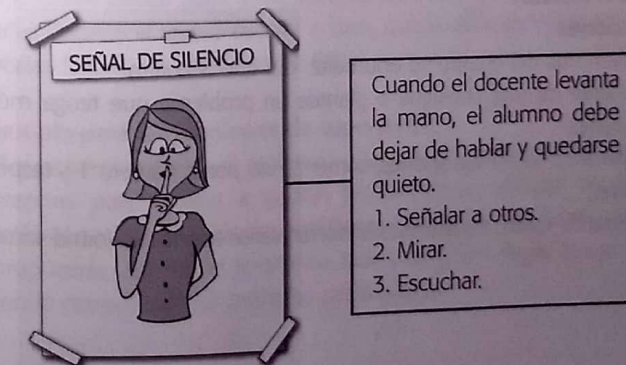 SEÑAL DE SILENCIO
Cuando el docente levanta
la mano, el alumno debe
dejar de hablar y quedarse
quieto.
1. Señalar a otros.
2. Mirar.
3. Escuchar.